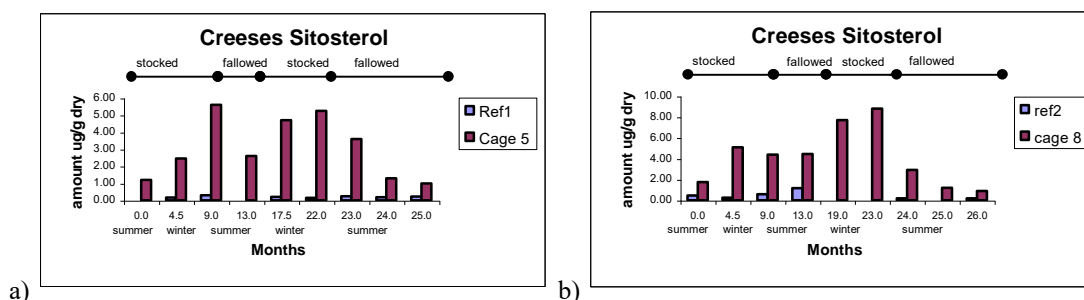 Creeses Sitosterol
stocked fallowed stocked fallowed
6.00
5.00
4.00
3.00
2.00
1.00
0.00
amount ug/g dry
0.0 4.5 9.0 13.0 17.5 22.0 23.0 24.0 25.0
summer winter summer winter summer
Months
Ref1
Cage 5
a)
Creeses Sitosterol
stocked fallowed stocked fallowed
10.00
8.00
6.00
4.00
2.00
0.00
amount ug/g dry
0.0 4.5 9.0 13.0 19.0 23.0 24.0 25.0 26.0
summer winter summer winter summer
Months
ref2
cage 8
b)